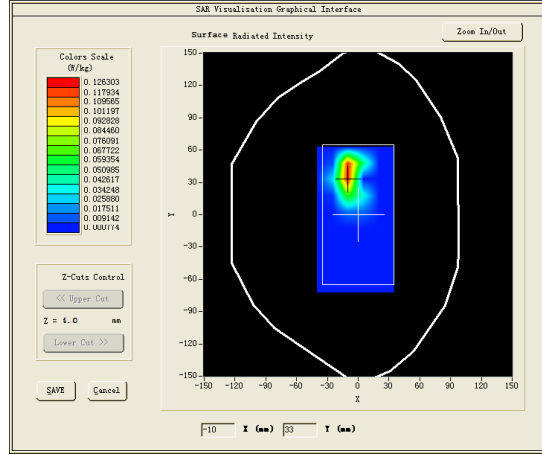 SAR Visualisation Graphical Interface
Surface Radiated Intensity
Zoom In/Out
Colors Scale
(W/kg)
0.126303
0.117934
0.109565
0.101197
0.092828
0.084460
0.076091
0.067722
0.059354
0.050985
0.042617
0.034248
0.025880
0.017511
0.009142
0.000774
Z-Cuts Control
<< Upper Cut
Z = 4.0 mm
Lower Cut >>
SAVE Cancel
150
120
90
60
30
0
-30
-60
-90
-120
-150
Y
-150 -120 -90 -60 -30 0 30 60 90 120 150
X
-10 X (mm) 33 Y (mm)